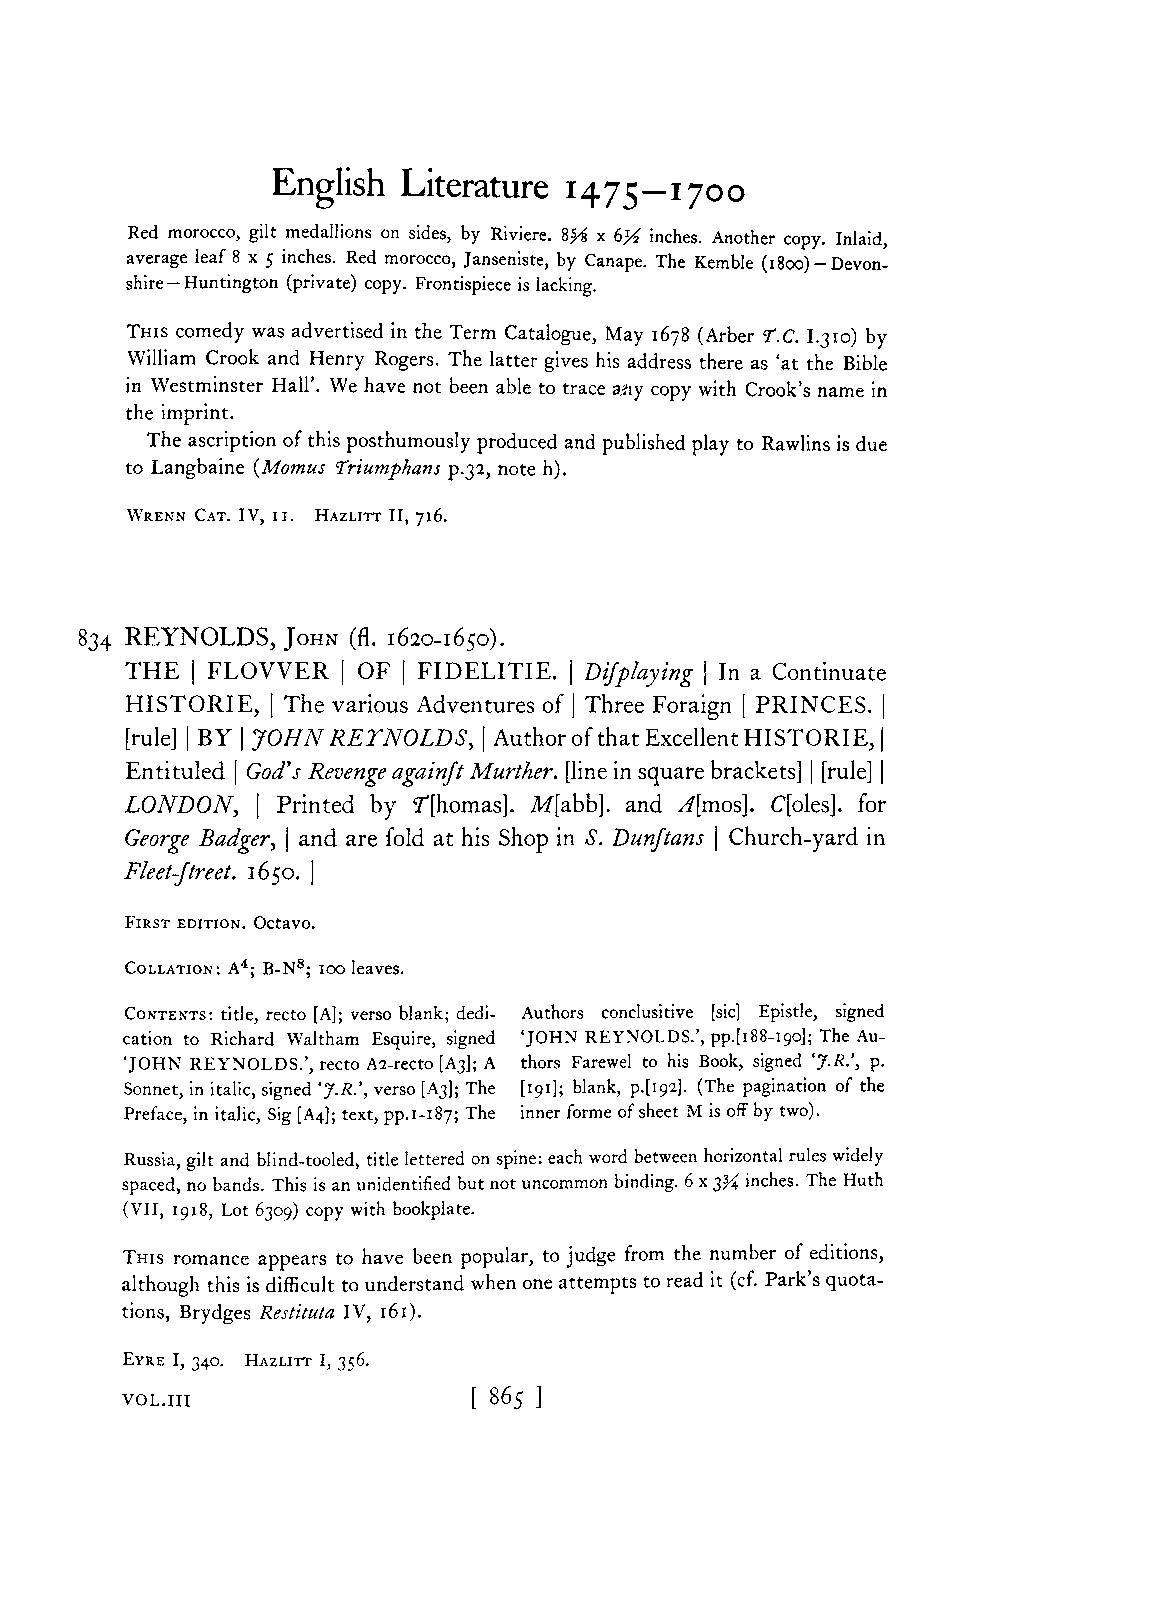 English Literature 1475—1700
Red morocco, gilt medallions on sides, by Riviere. 8⅝ x 6½ inches. Another copy. Inlaid,
average leaf 8 x 5 inches. Red morocco, Janseniste, by Canape. The Kemble (1800)—Devon-
shire—Huntington (private) copy. Frontispiece is lacking.
THIS comedy was advertised in the Term Catalogue, May 1678 (Arber T.C. I.310) by
William Crook and Henry Rogers. The latter gives his address there as ‘at the Bible
in Westminster Hall’. We have not been able to trace any copy with Crook’s name in
the imprint.
The ascription of this posthumously produced and published play to Rawlins is due
to Langbaine (Momus Triumphans p.32, note h).
WRENN CAT. IV, 11. HAZLITT II, 716.
834 REYNOLDS, JOHN (fl. 1620-1650).
THE | FLOVVER | OF | FIDELITIE. | Diſplaying | In a Continuate
HISTORIE, | The various Adventures of | Three Foraign | PRINCES. |
[rule] | BY | JOHN REYNOLDS, | Author of that Excellent HISTORIE, |
Entituled | God’s Revenge againſt Murther. [line in square brackets] | [rule] |
LONDON, | Printed by T[homas]. M[abb]. and A[mos]. C[oles]. for
George Badger, | and are ſold at his Shop in S. Dunſtans | Church-yard in
Fleet-ſtreet. 1650. |
FIRST EDITION. Octavo.
COLLATION: A⁴; B-N⁸; 100 leaves.
CONTENTS: title, recto [A]; verso blank; dedi-
cation to Richard Waltham Esquire, signed
‘JOHN REYNOLDS.’, recto A2-recto [A3]; A
Sonnet, in italic, signed ‘J.R.’, verso [A3]; The
Preface, in italic, Sig [A4]; text, pp.1-187; The
Authors conclusitive [sic] Epistle, signed
‘JOHN REYNOLDS.’, pp.[188-190]; The Au-
thors Farewel to his Book, signed ‘J.R.’, p.
[191]; blank, p.[192]. (The pagination of the
inner forme of sheet M is off by two).
Russia, gilt and blind-tooled, title lettered on spine: each word between horizontal rules widely
spaced, no bands. This is an unidentified but not uncommon binding. 6 x 3¾ inches. The Huth
(VII, 1918, Lot 6309) copy with bookplate.
THIS romance appears to have been popular, to judge from the number of editions,
although this is difficult to understand when one attempts to read it (cf. Park’s quota-
tions, Brydges Restituta IV, 161).
EYRE I, 340. HAZLITT I, 356.
VOL.III [ 865 ]